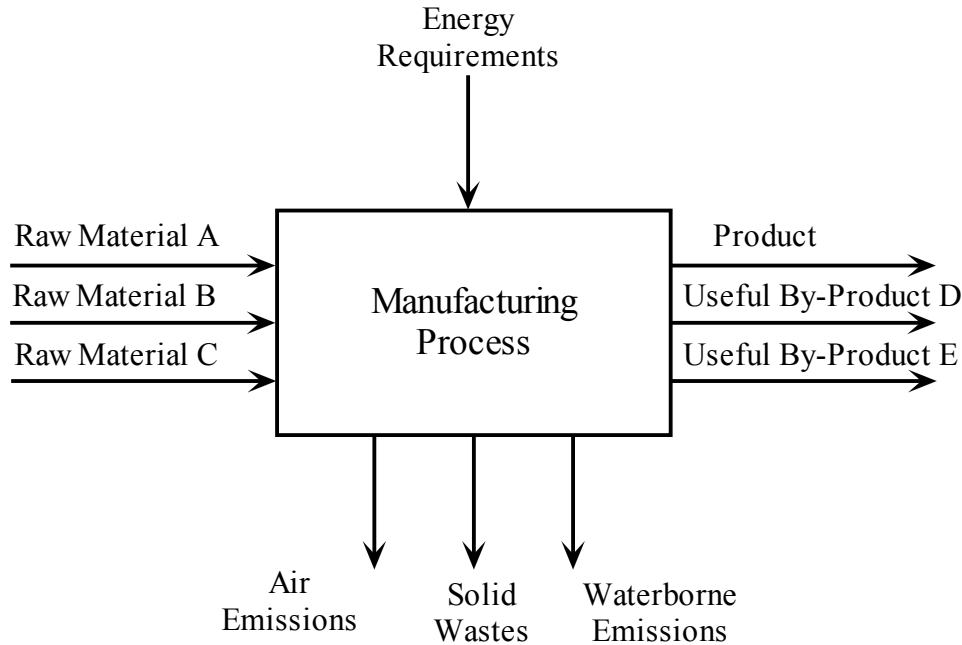 Energy
Requirements
Raw Material A
Raw Material B
Raw Material C
Manufacturing
Process
Product
Useful By-Product D
Useful By-Product E
Air
Emissions
Solid
Wastes
Waterborne
Emissions